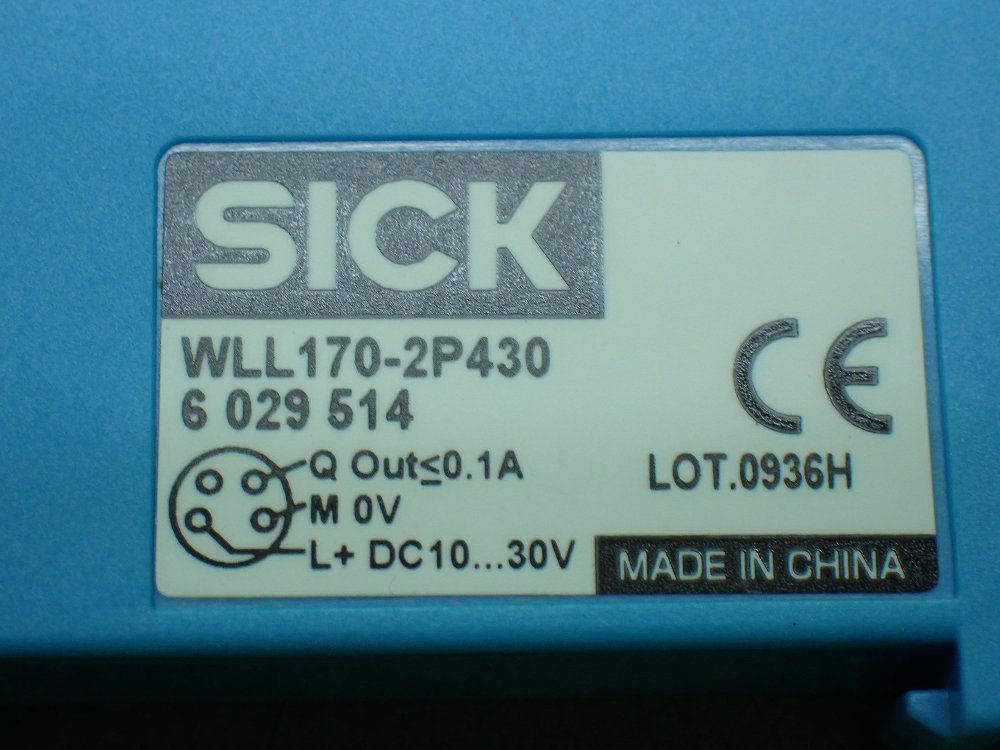 SICK
WLL170-2P430
6 029 514
CE
Q Out≤0.1A
M 0V
L+ DC10...30V
LOT.0936H
MADE IN CHINA